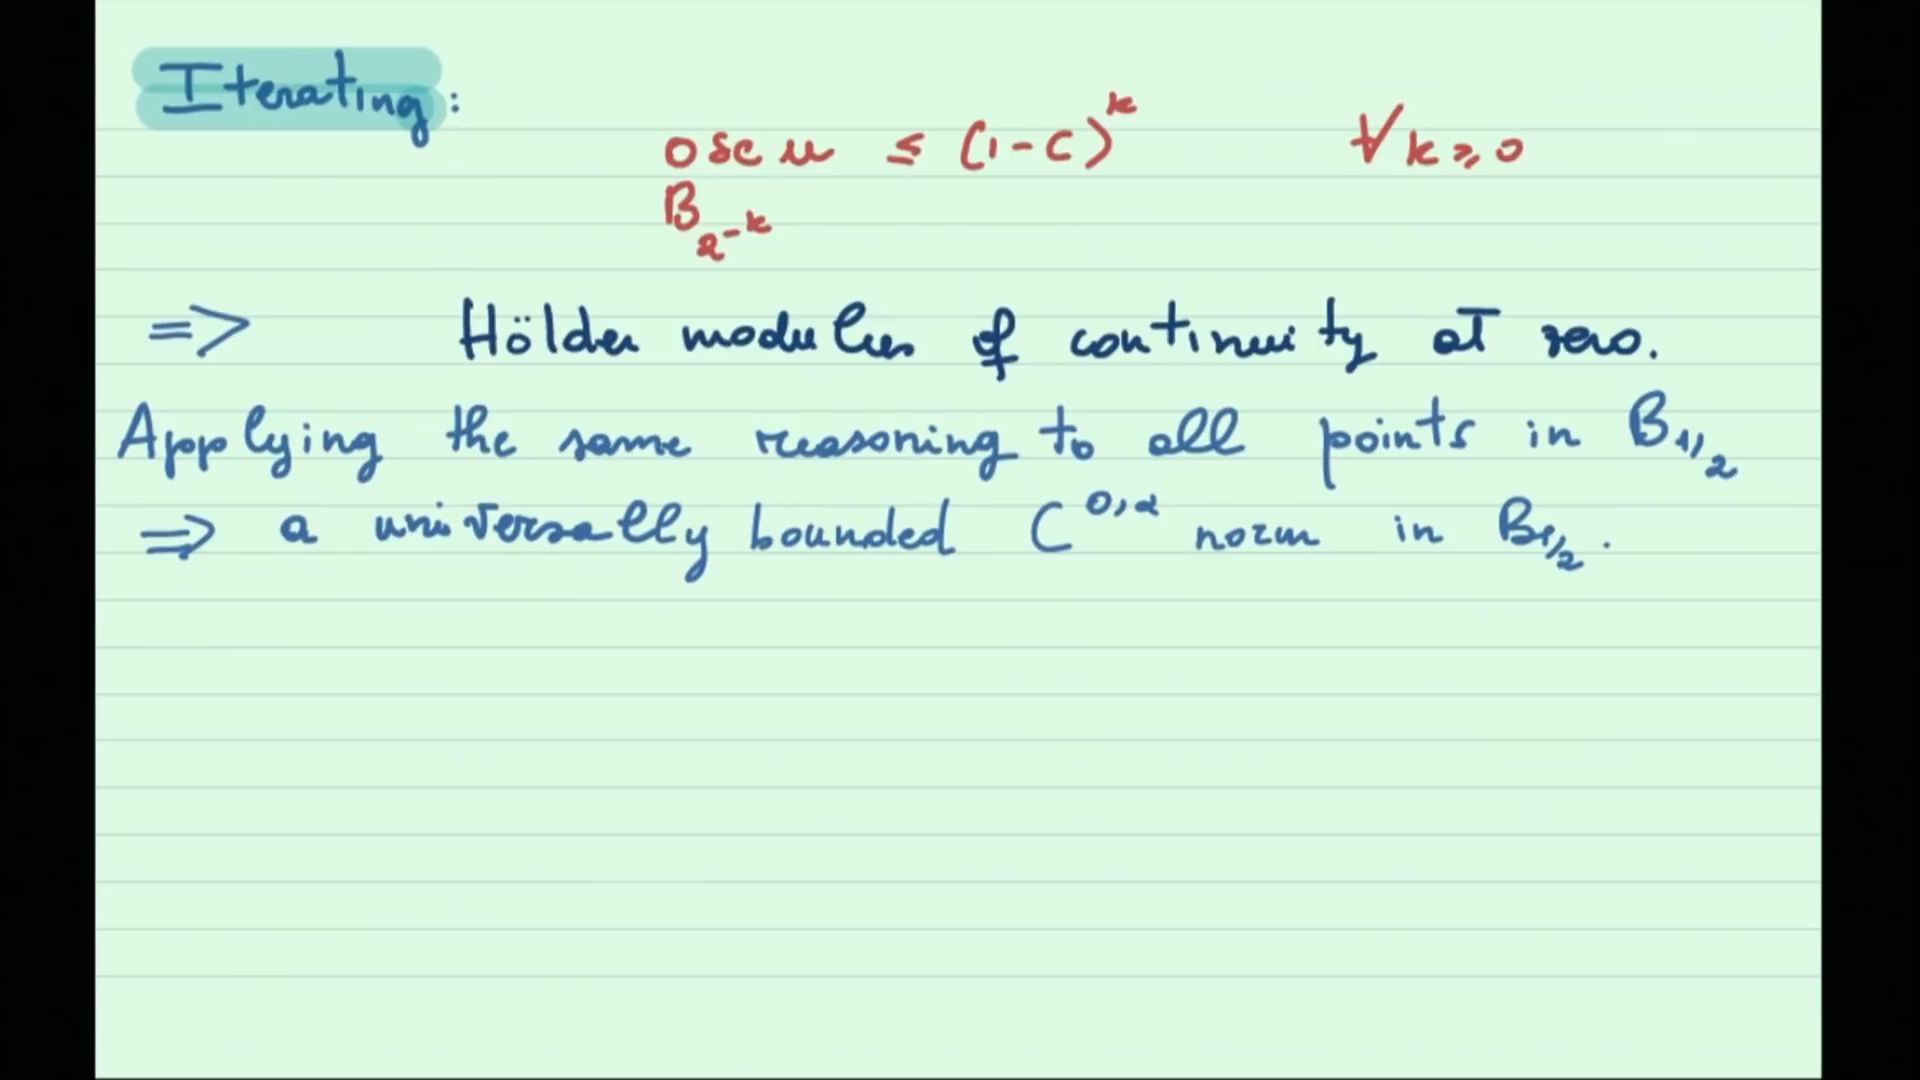 Iterating:
osc u ≤ (1-c)^k ∀k≥0
B_{2^{-k}}
=> Hölder modulus of continuity at zero.
Applying the same reasoning to all points in B_{1/2}
=> a universally bounded C^{0,α} norm in B_{1/2}.